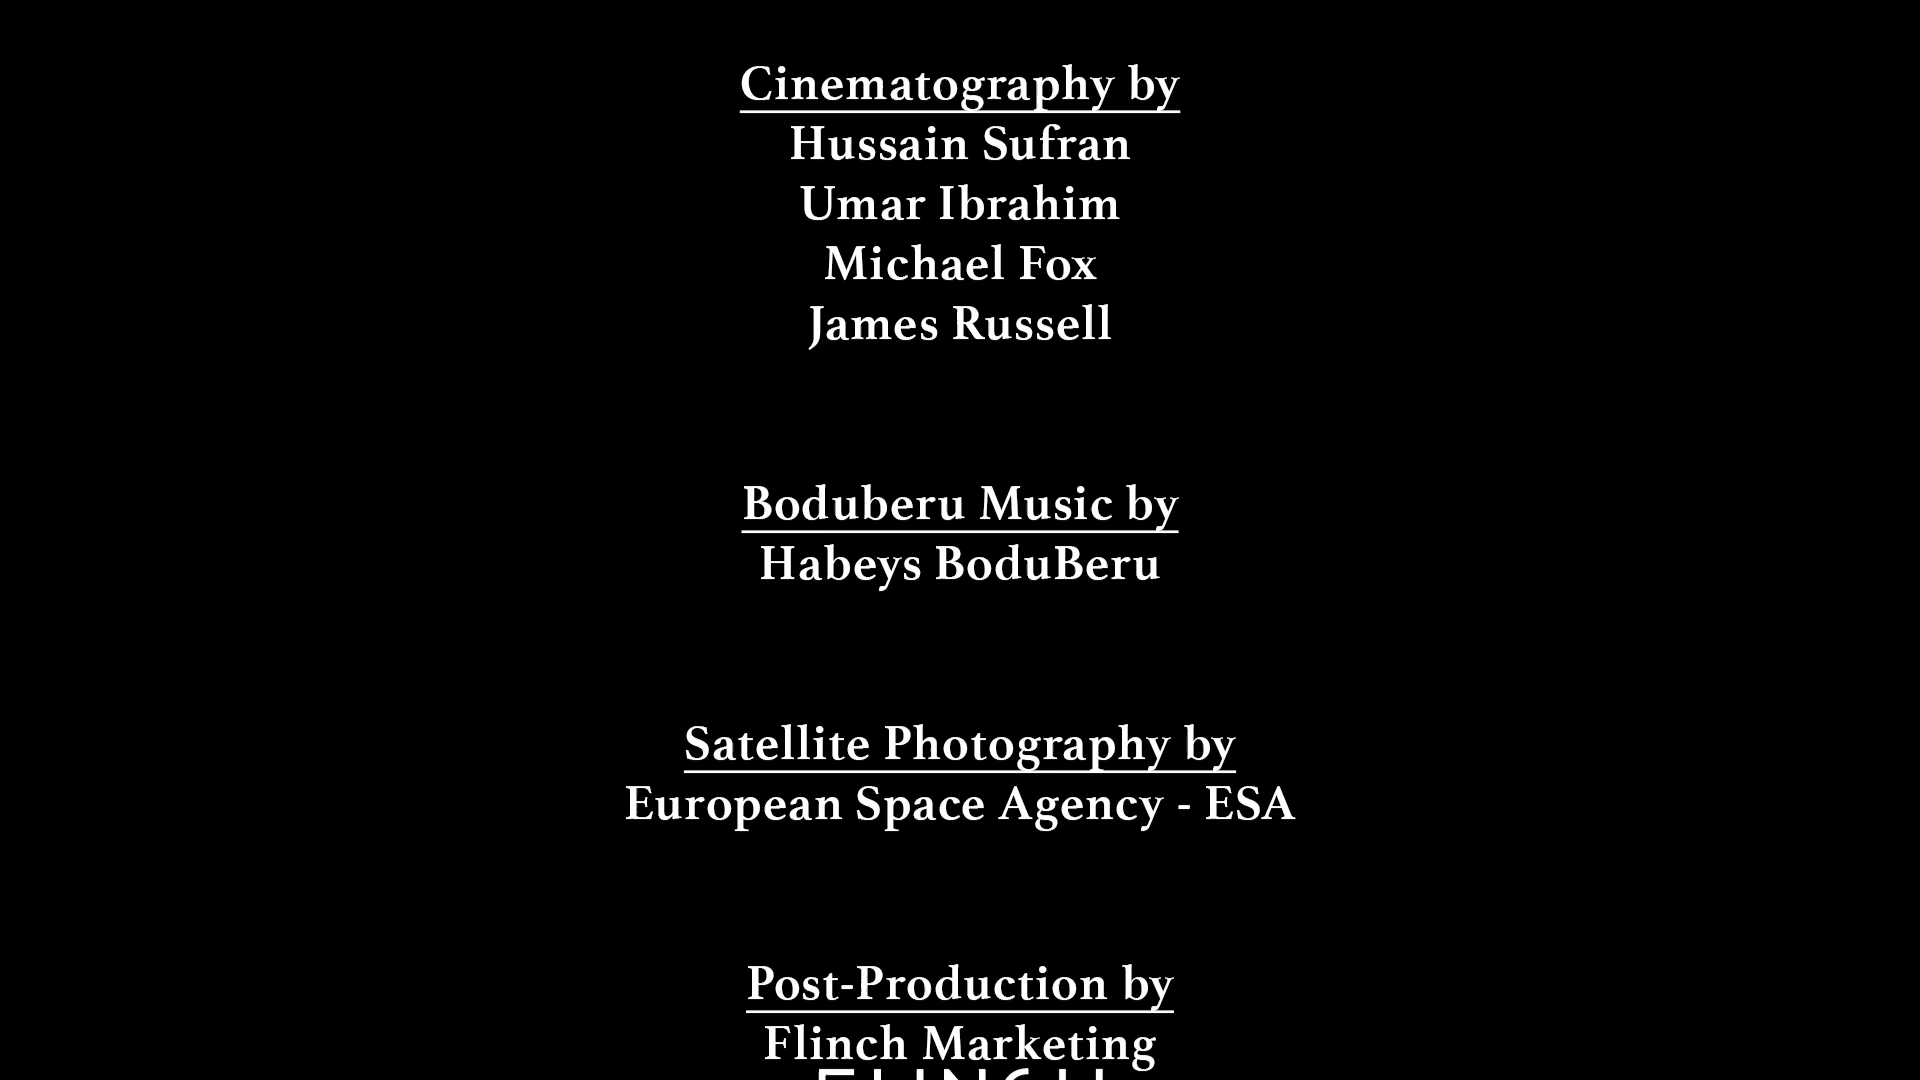 Cinematography by
Hussain Sufran
Umar Ibrahim
Michael Fox
James Russell
Boduberu Music by
Habeys BoduBeru
Satellite Photography by
European Space Agency - ESA
Post-Production by
Flinch Marketing